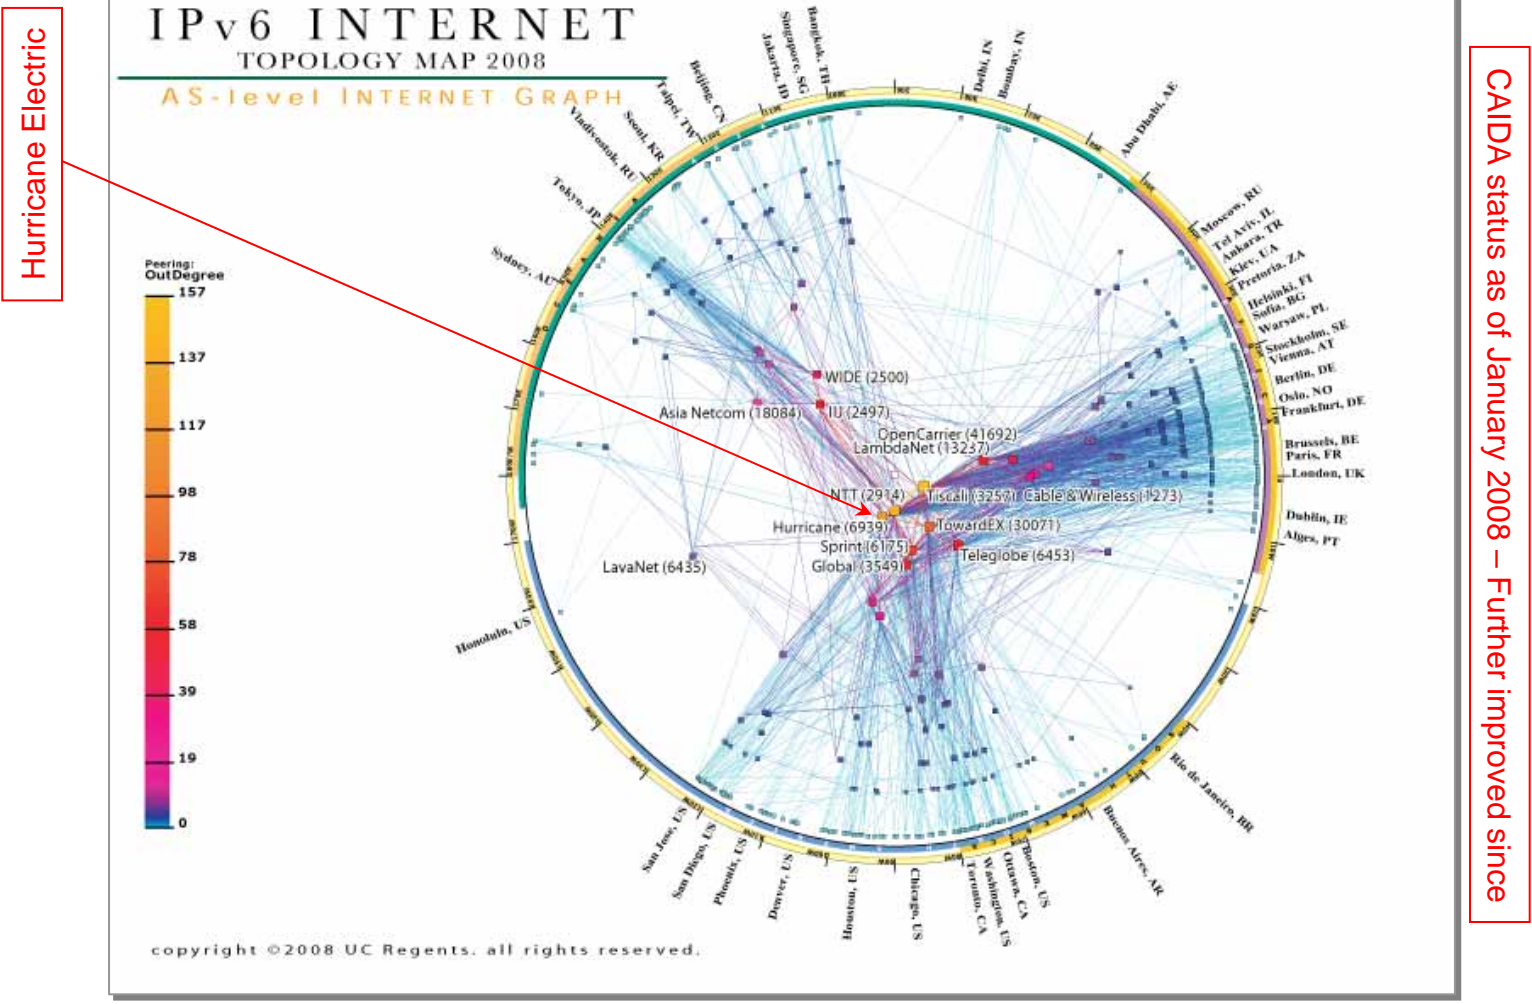 IPv6 INTERNET
TOPOLOGY MAP 2008
AS-level INTERNET GRAPH
Hurricane Electric
CAIDA status as of January 2008 – Further improved since
Peering:
OutDegree
157
137
117
98
78
58
39
19
0
Sydney, AU
Tokyo, JP
Vladivostok, RU
Seoul, KR
Taipei, TW
Beijing, CN
Jakarta, ID
Singapore, SG
Bangkok, TH
Delhi, IN
Bombay, IN
Abu Dhabi, AE
Moscow, RU
Tel Aviv, IL
Ankara, TR
Kiev, UA
Pretoria, ZA
Helsinki, FI
Sofia, BG
Warsaw, PL
Stockholm, SE
Vienna, AT
Berlin, DE
Oslo, NO
Frankfurt, DE
Brussels, BE
Paris, FR
London, UK
Dublin, IE
Alges, PT
WIDE (2500)
Asia Netcom (18084)
IIJ (2497)
OpenCarrier (41692)
LambdaNet (13237)
NTT (2914)
Tiscali (3257)
Cable & Wireless (1273)
Hurricane (6939)
TowardEX (30071)
Sprint (6175)
Teleglobe (6453)
Global (3549)
LavaNet (6435)
Honolulu, US
San Jose, US
San Diego, US
Phoenix, US
Denver, US
Houston, US
Chicago, US
Toronto, CA
Washington, US
Ottawa, CA
Boston, US
Buenos Aires, AR
Rio de Janeiro, BR
copyright ©2008 UC Regents. all rights reserved.